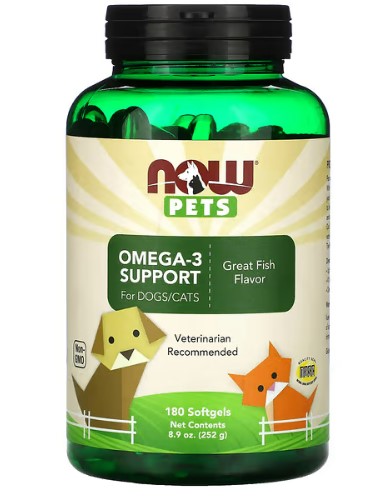 NOW
PETS
OMEGA-3
SUPPORT
For DOGS/CATS
Great Fish
Flavor
Veterinarian
Recommended
Non-
GMO
180 Softgels
Net Contents
8.9 oz. (252 g)